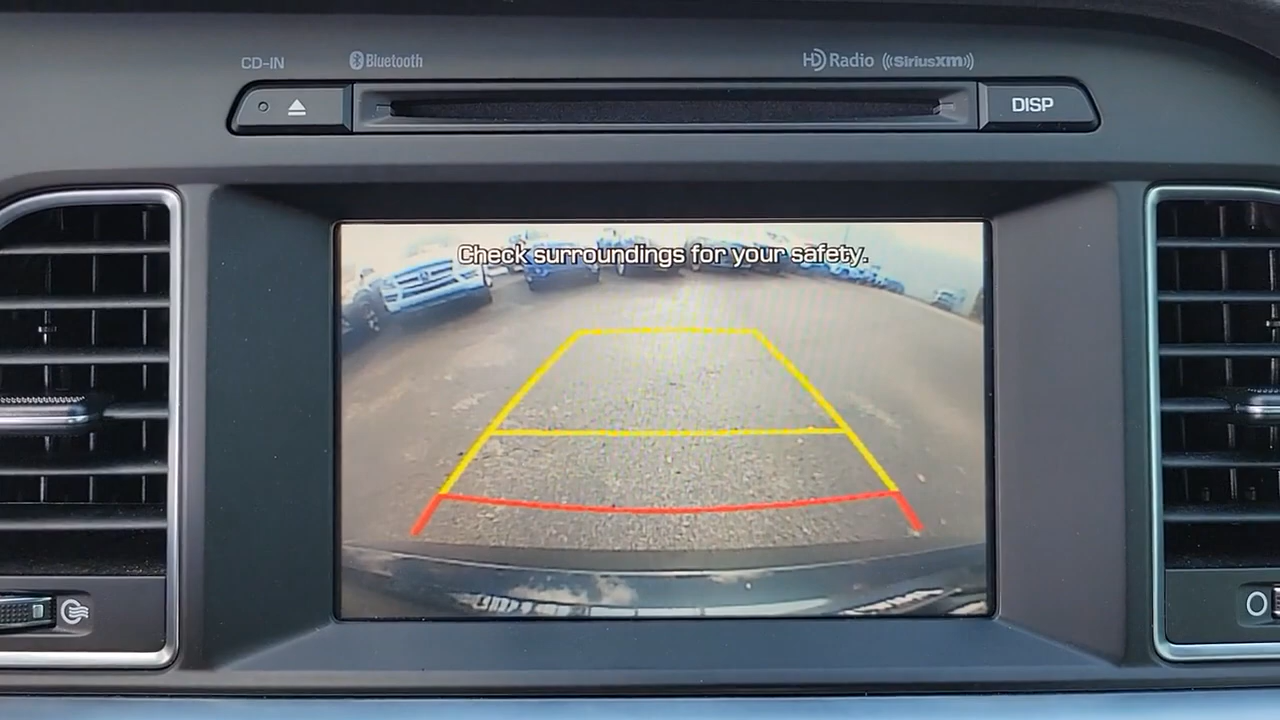 CD-IN
Bluetooth
HD Radio
((SiriusXM))
DISP
Check surroundings for your safety.